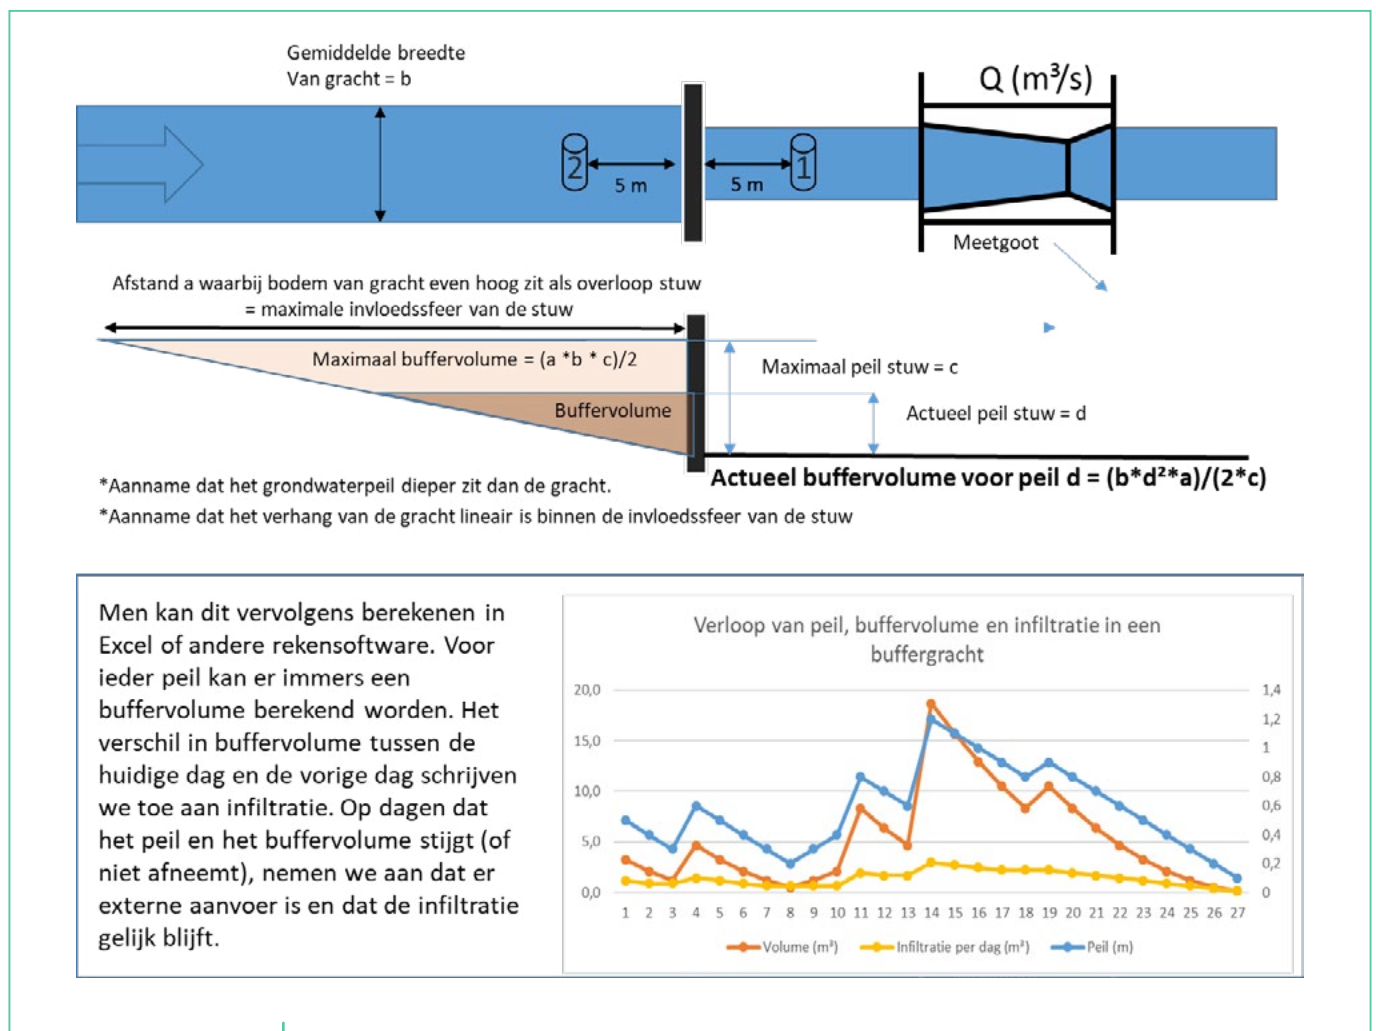 Gemiddelde breedte
Van gracht = b
Q (m³/s)
2
5 m
5 m
1
Meetgoot
Afstand a waarbij bodem van gracht even hoog zit als overloop stuw
= maximale invloedssfeer van de stuw
Maximaal buffervolume = (a *b * c)/2
Maximaal peil stuw = c
Buffervolume
Actueel peil stuw = d
Actueel buffervolume voor peil d = (b*d²*a)/(2*c)
*Aanname dat het grondwaterpeil dieper zit dan de gracht.
*Aanname dat het verhang van de gracht lineair is binnen de invloedssfeer van de stuw
Men kan dit vervolgens berekenen in
Excel of andere rekensoftware. Voor
ieder peil kan er immers een
buffervolume berekend worden. Het
verschil in buffervolume tussen de
huidige dag en de vorige dag schrijven
we toe aan infiltratie. Op dagen dat
het peil en het buffervolume stijgt (of
niet afneemt), nemen we aan dat er
externe aanvoer is en dat de infiltratie
gelijk blijft.
Verloop van peil, buffervolume en infiltratie in een
buffergracht
20,0
15,0
10,0
5,0
0,0
1,4
1,2
1
0,8
0,6
0,4
0,2
0
1 2 3 4 5 6 7 8 9 10 11 12 13 14 15 16 17 18 19 20 21 22 23 24 25 26 27
Volume (m³) Infiltratie per dag (m³) Peil (m)